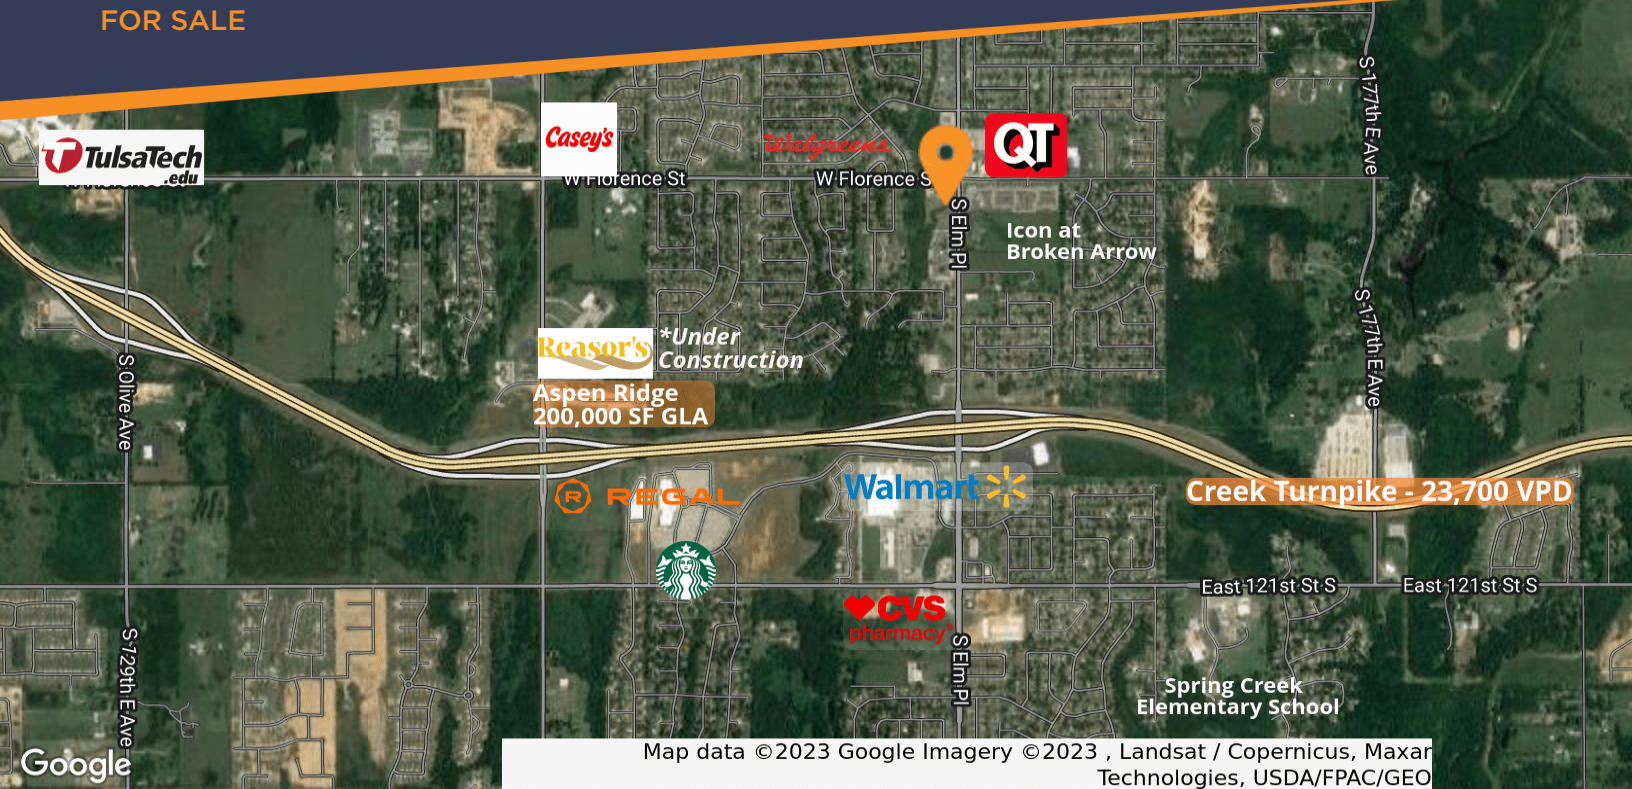 FOR SALE
S 177th E Ave
TulsaTech
.edu
Casey's
Walgreens
QT
W Florence St
W Florence S
S Elm Pl
Icon at
Broken Arrow
S 177th E Ave
Reasor's
*Under
Construction
S Olive Ave
Aspen Ridge
200,000 SF GLA
R REGAL
Walmart
Creek Turnpike - 23,700 VPD
East 121st St S
East 121st St S
CVS
pharmacy
S 129th E Ave
S Elm Pl
Spring Creek
Elementary School
Google
Map data ©2023 Google Imagery ©2023 , Landsat / Copernicus, Maxar
Technologies, USDA/FPAC/GEO